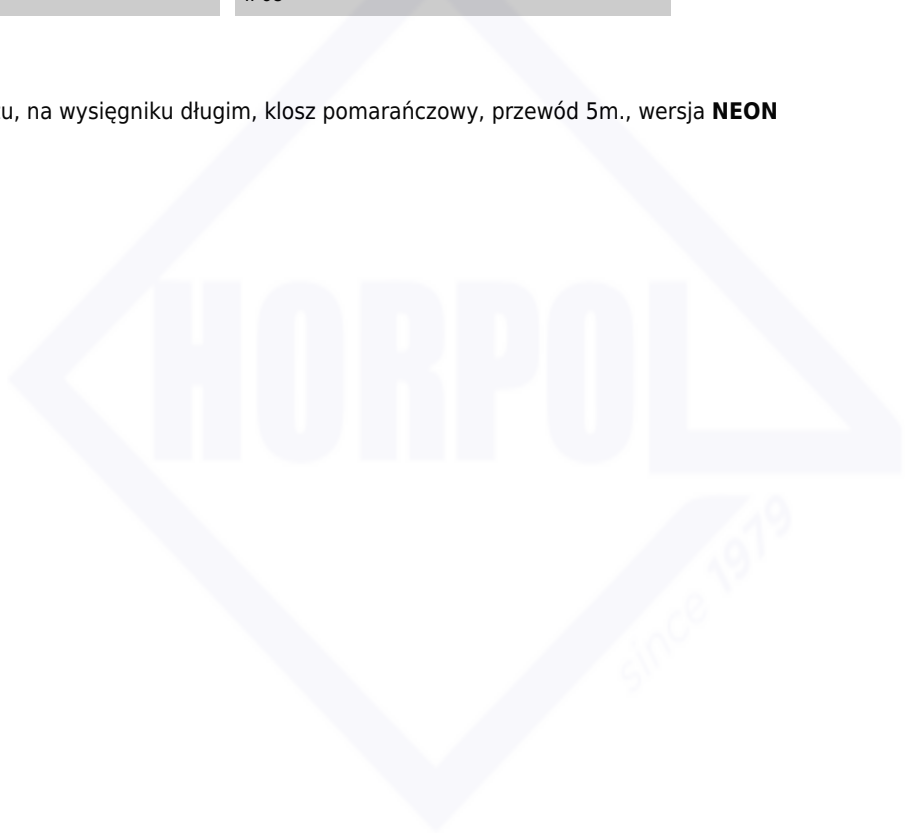 u, na wysięgniku długim, klosz pomarańczowy, przewód 5m., wersja NEON
HORPOL
since 1979